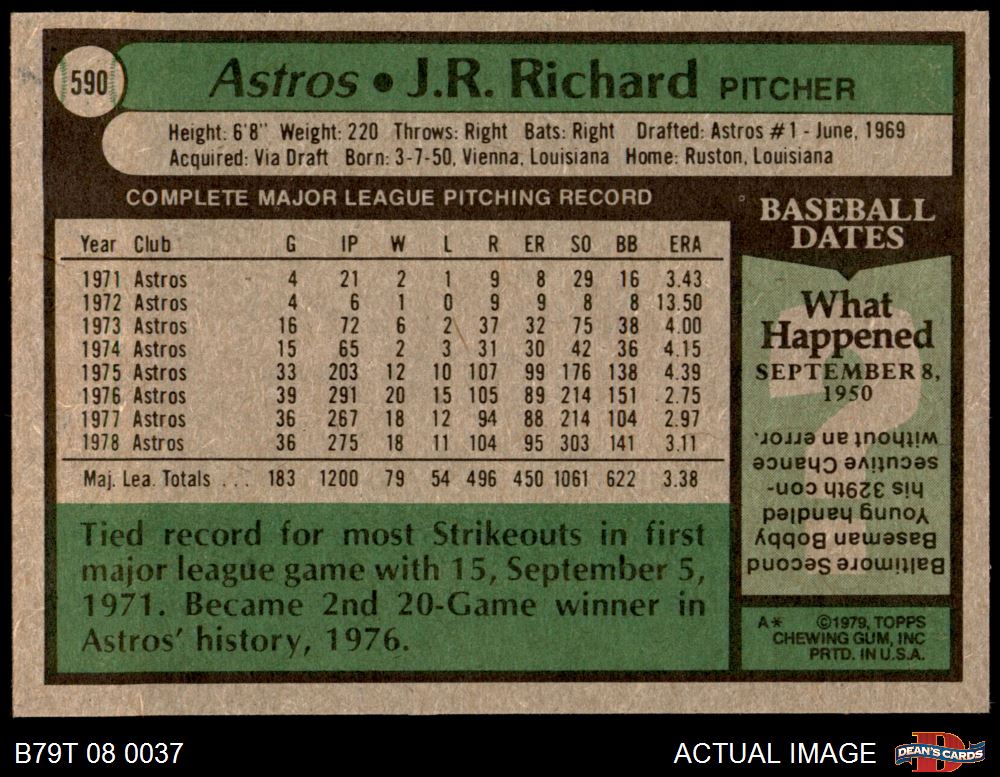 590
Astros • J.R. Richard PITCHER
Height: 6'8" Weight: 220 Throws: Right Bats: Right Drafted: Astros #1 - June, 1969
Acquired: Via Draft Born: 3-7-50, Vienna, Louisiana Home: Ruston, Louisiana
COMPLETE MAJOR LEAGUE PITCHING RECORD
Year Club G IP W L R ER SO BB ERA
1971 Astros 4 21 2 1 9 8 29 16 3.43
1972 Astros 4 6 1 0 9 9 8 8 13.50
1973 Astros 16 72 6 2 37 32 75 38 4.00
1974 Astros 15 65 2 3 31 30 42 36 4.15
1975 Astros 33 203 12 10 107 99 176 138 4.39
1976 Astros 39 291 20 15 105 89 214 151 2.75
1977 Astros 36 267 18 12 94 88 214 104 2.97
1978 Astros 36 275 18 11 104 95 303 141 3.11
Maj. Lea. Totals . . . 183 1200 79 54 496 450 1061 622 3.38
Tied record for most Strikeouts in first
major league game with 15, September 5,
1971. Became 2nd 20-Game winner in
Astros' history, 1976.
BASEBALL
DATES
What
Happened
SEPTEMBER 8,
1950
Baltimore Second
Baseman Bobby
Young handled
his 329th con-
secutive Chance
without an error.
A* ©1979, TOPPS
CHEWING GUM, INC
PRTD. IN U.S.A.
B79T 08 0037
ACTUAL IMAGE
D
DEAN'S CARDS